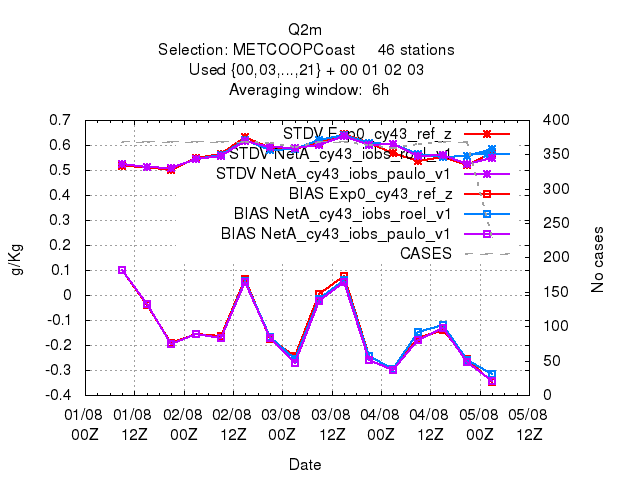 Q2m
Selection: METCOOPCoast 46 stations
Used {00,03,...,21} + 00 01 02 03
Averaging window: 6h
0.7
0.6
0.5
0.4
0.3
0.2
0.1
0
-0.1
-0.2
-0.3
-0.4
g/Kg
400
350
300
250
200
150
100
50
0
No cases
STDV Exp0_cy43_ref_z
STDV NetA_cy43_iobs_roel_v1
STDV NetA_cy43_iobs_paulo_v1
BIAS Exp0_cy43_ref_z
BIAS NetA_cy43_iobs_roel_v1
BIAS NetA_cy43_iobs_paulo_v1
CASES
01/08 01/08 02/08 02/08 03/08 03/08 04/08 04/08 05/08 05/08
00Z 12Z 00Z 12Z 00Z 12Z 00Z 12Z 00Z 12Z
Date